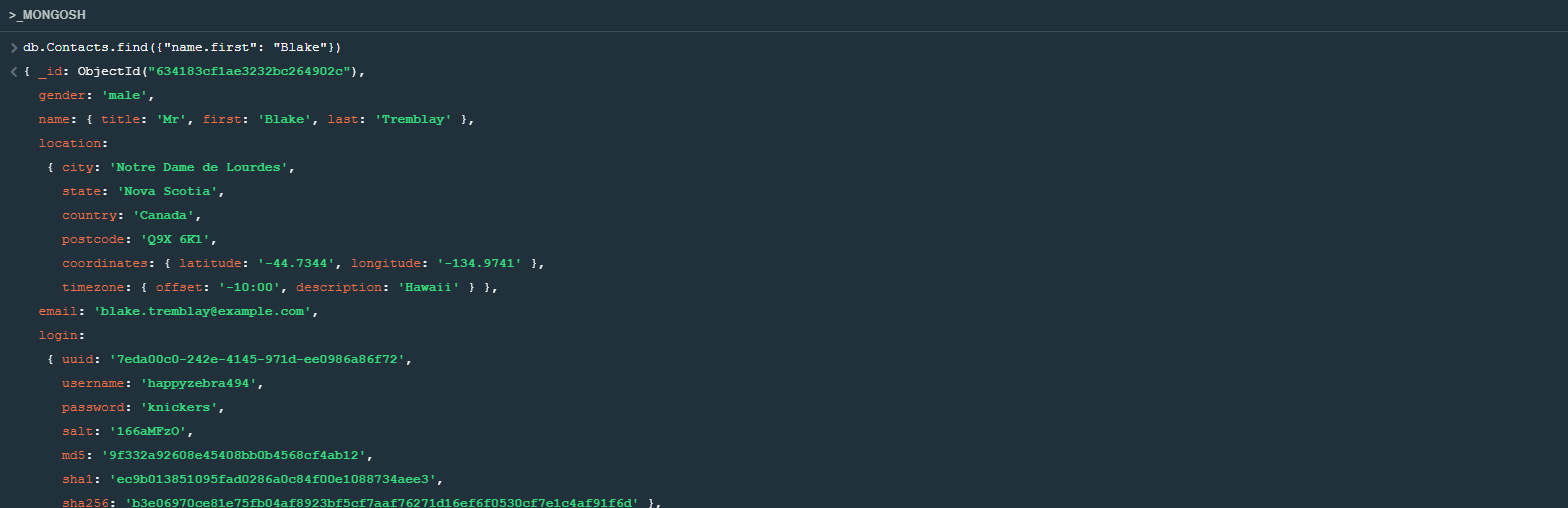 >_MONGOSH
> db.Contacts.find({"name.first": "Blake"})
< { _id: ObjectId("634183cf1ae3232bc264902c"),
gender: 'male',
name: { title: 'Mr', first: 'Blake', last: 'Tremblay' },
location:
{ city: 'Notre Dame de Lourdes',
state: 'Nova Scotia',
country: 'Canada',
postcode: 'Q9X 6K1',
coordinates: { latitude: '-44.7344', longitude: '-134.9741' },
timezone: { offset: '-10:00', description: 'Hawaii' } },
email: 'blake.tremblay@example.com',
login:
{ uuid: '7eda00c0-242e-4145-971d-ee0986a86f72',
username: 'happyzebra494',
password: 'knickers',
salt: '166aMFzO',
md5: '9f332a92608e45408bb0b4568cf4ab12',
sha1: 'ec9b013851095fad0286a0c84f00e1088734aee3',
sha256: 'b3e06970ce81e75fb04af8923bf5cf7aaf76271d16ef6f0530cf7e1c4af91f6d' },